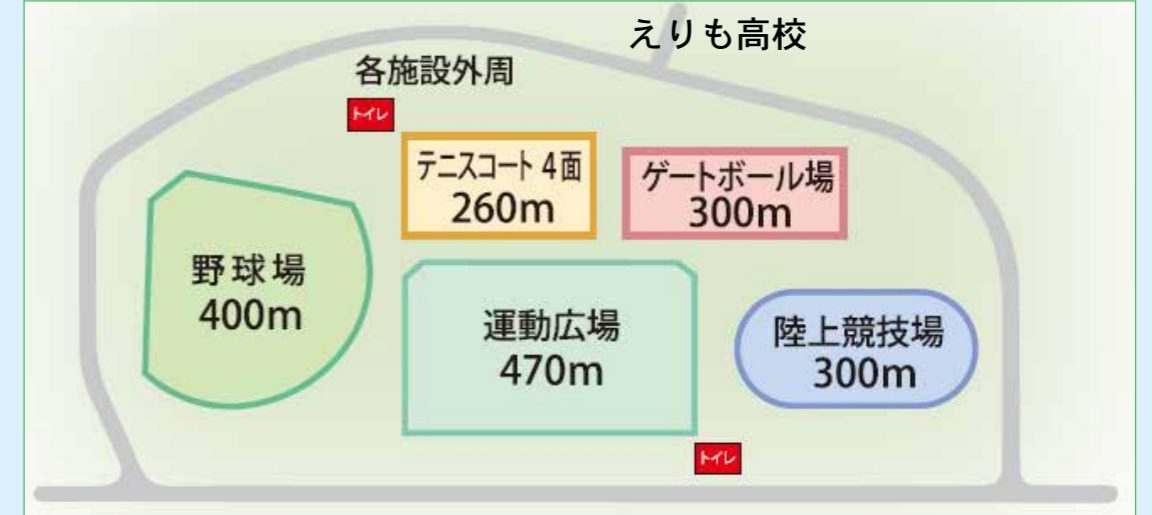 えりも高校
各施設外周
トイレ
テニスコート 4面
260m
ゲートボール場
300m
野球場
400m
運動広場
470m
陸上競技場
300m
トイレ